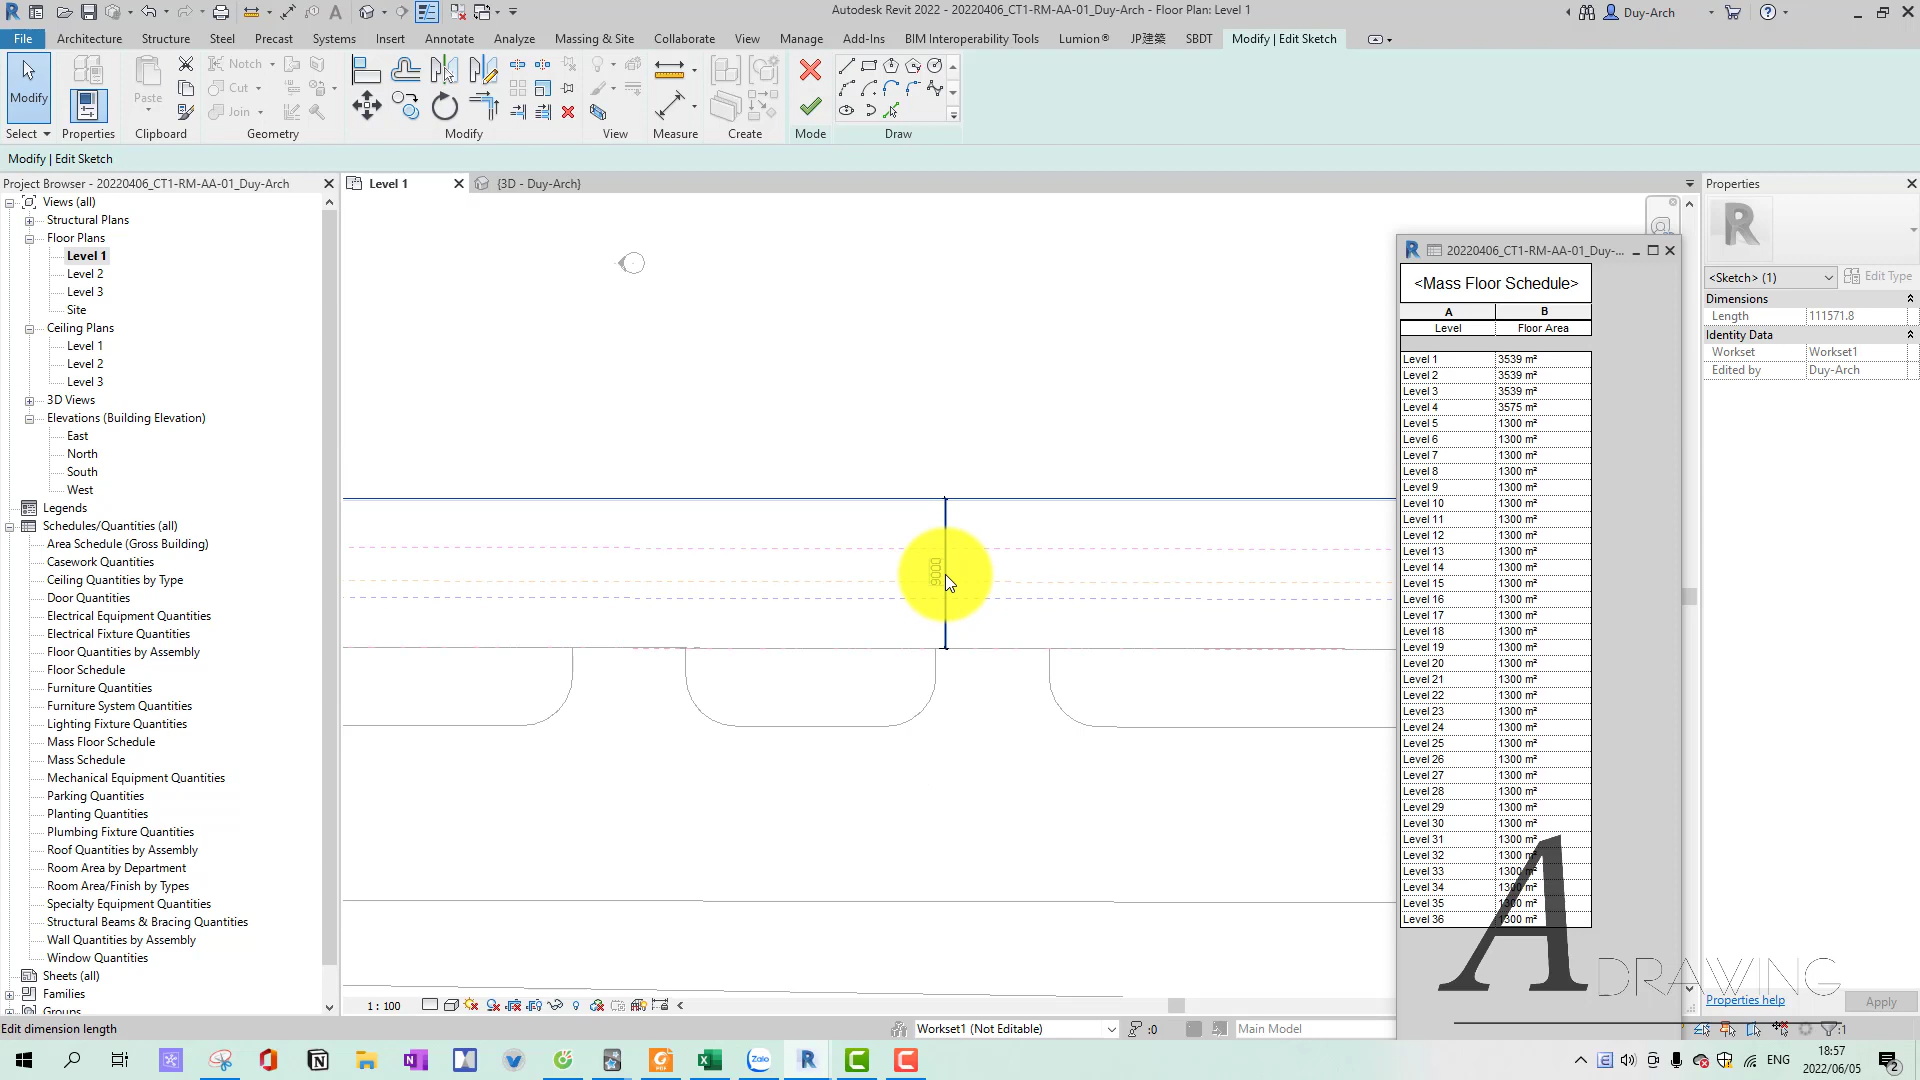 Autodesk Revit 2022 - 20220406_CT1-RM-AA-01_Duy-Arch - Floor Plan: Level 1
Duy-Arch
File Architecture Structure Steel Precast Systems Insert Annotate Analyze Massing & Site Collaborate View Manage Add-Ins BIM Interoperability Tools Lumion® JP建築 SBDT Modify | Edit Sketch
Modify
Paste
Notch
Cut
Join
Select Properties Clipboard Geometry Modify View Measure Create Mode Draw
Modify | Edit Sketch
Project Browser - 20220406_CT1-RM-AA-01_Duy-Arch
Level 1
{3D - Duy-Arch}
Properties
Views (all)
Structural Plans
Floor Plans
Level 1
Level 2
Level 3
Site
Ceiling Plans
Level 1
Level 2
Level 3
3D Views
Elevations (Building Elevation)
East
North
South
West
Legends
Schedules/Quantities (all)
Area Schedule (Gross Building)
Casework Quantities
Ceiling Quantities by Type
Door Quantities
Electrical Equipment Quantities
Electrical Fixture Quantities
Floor Quantities by Assembly
Floor Schedule
Furniture Quantities
Furniture System Quantities
Lighting Fixture Quantities
Mass Floor Schedule
Mass Schedule
Mechanical Equipment Quantities
Parking Quantities
Planting Quantities
Plumbing Fixture Quantities
Roof Quantities by Assembly
Room Area by Department
Room Area/Finish by Types
Specialty Equipment Quantities
Structural Beams & Bracing Quantities
Wall Quantities by Assembly
Window Quantities
Sheets (all)
Families
Groups
9000
20220406_CT1-RM-AA-01_Duy-...
<Mass Floor Schedule>
A B
Level Floor Area
Level 1 3539 m²
Level 2 3539 m²
Level 3 3539 m²
Level 4 3575 m²
Level 5 1300 m²
Level 6 1300 m²
Level 7 1300 m²
Level 8 1300 m²
Level 9 1300 m²
Level 10 1300 m²
Level 11 1300 m²
Level 12 1300 m²
Level 13 1300 m²
Level 14 1300 m²
Level 15 1300 m²
Level 16 1300 m²
Level 17 1300 m²
Level 18 1300 m²
Level 19 1300 m²
Level 20 1300 m²
Level 21 1300 m²
Level 22 1300 m²
Level 23 1300 m²
Level 24 1300 m²
Level 25 1300 m²
Level 26 1300 m²
Level 27 1300 m²
Level 28 1300 m²
Level 29 1300 m²
Level 30 1300 m²
Level 31 1300 m²
Level 32 1300 m²
Level 33 1300 m²
Level 34 1300 m²
Level 35 1300 m²
Level 36 1300 m²
<Sketch> (1)
Edit Type
Dimensions
Length 111571.8
Identity Data
Workset Workset1
Edited by Duy-Arch
A DRAWING
Properties help
Apply
1 : 100
Edit dimension length
Workset1 (Not Editable)
:0
Main Model
:1
Zalo
ENG
18:57
2022/06/05
2